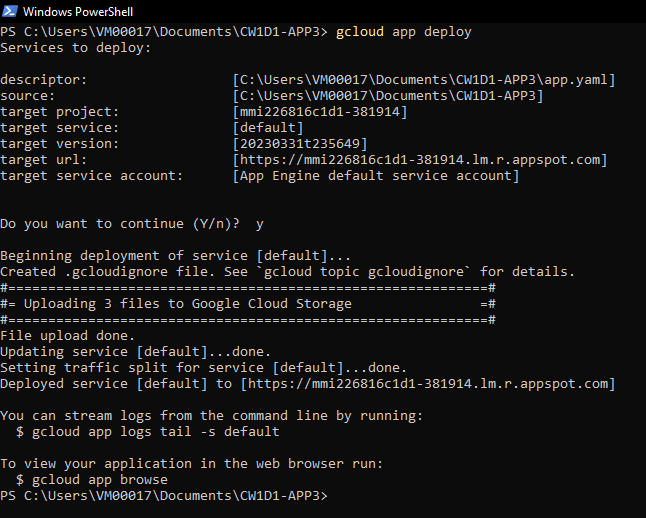 Windows PowerShell
PS C:\Users\VM00017\Documents\CW1D1-APP3> gcloud app deploy
Services to deploy:
descriptor:                  [C:\Users\VM00017\Documents\CW1D1-APP3\app.yaml]
source:                      [C:\Users\VM00017\Documents\CW1D1-APP3]
target project:              [mmi226816c1d1-381914]
target service:              [default]
target version:              [20230331t235649]
target url:                  [https://mmi226816c1d1-381914.lm.r.appspot.com]
target service account:      [App Engine default service account]
Do you want to continue (Y/n)?  y
Beginning deployment of service [default]...
Created .gcloudignore file. See `gcloud topic gcloudignore` for details.
#============================================================#
#= Uploading 3 files to Google Cloud Storage                =#
#============================================================#
File upload done.
Updating service [default]...done.
Setting traffic split for service [default]...done.
Deployed service [default] to [https://mmi226816c1d1-381914.lm.r.appspot.com]
You can stream logs from the command line by running:
  $ gcloud app logs tail -s default
To view your application in the web browser run:
  $ gcloud app browse
PS C:\Users\VM00017\Documents\CW1D1-APP3>